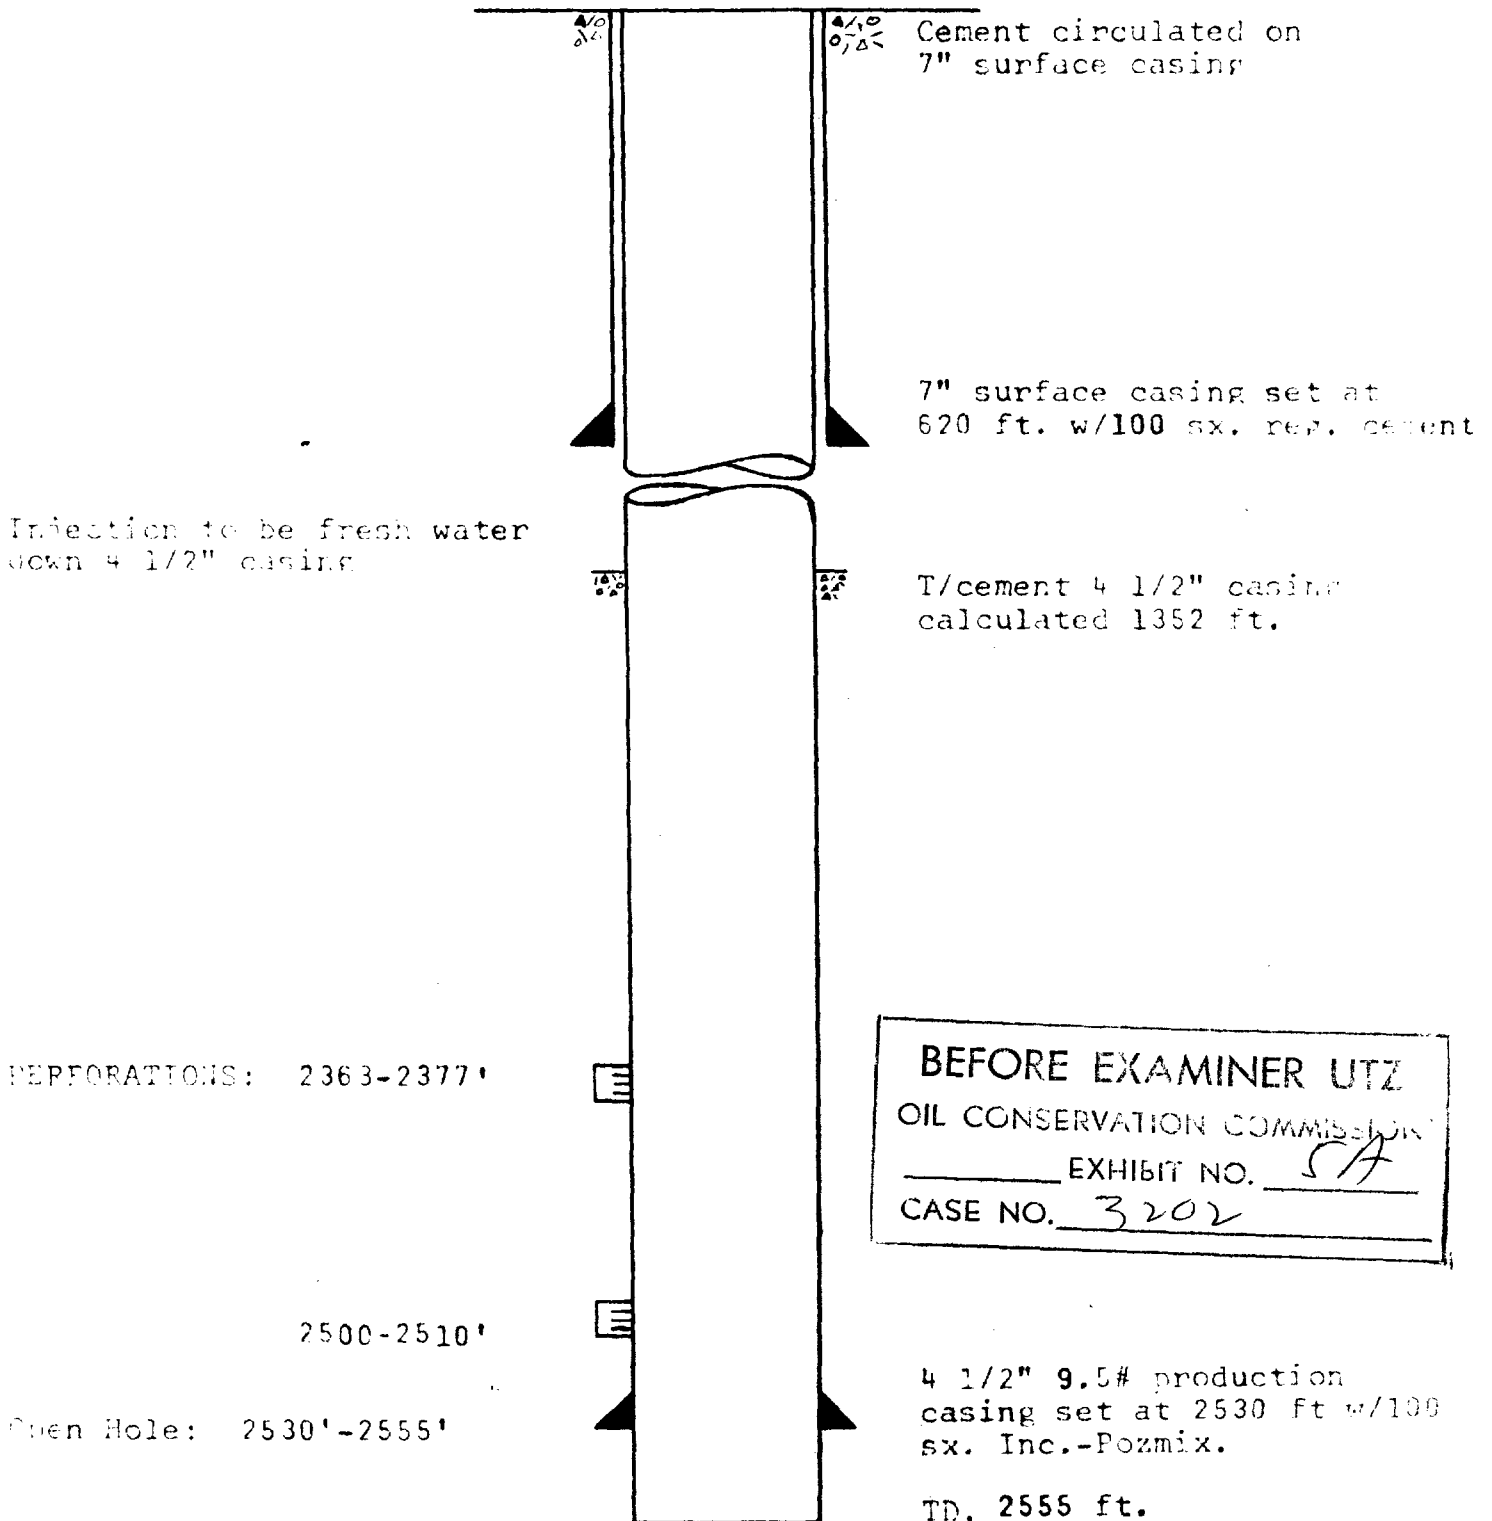 Cement circulated on
7" surface casing
7" surface casing set at
620 ft. w/100 sx. reg. cement
Injection to be fresh water
down 4 1/2" casing
T/cement 4 1/2" casing
calculated 1352 ft.
PERFORATIONS: 2363-2377'
BEFORE EXAMINER UTZ
OIL CONSERVATION COMMISSION
EXHIBIT NO. 5A
CASE NO. 3202
2500-2510'
4 1/2" 9.5# production
casing set at 2530 ft w/100
sx. Inc.-Pozmix.
Open Hole: 2530'-2555'
TD. 2555 ft.